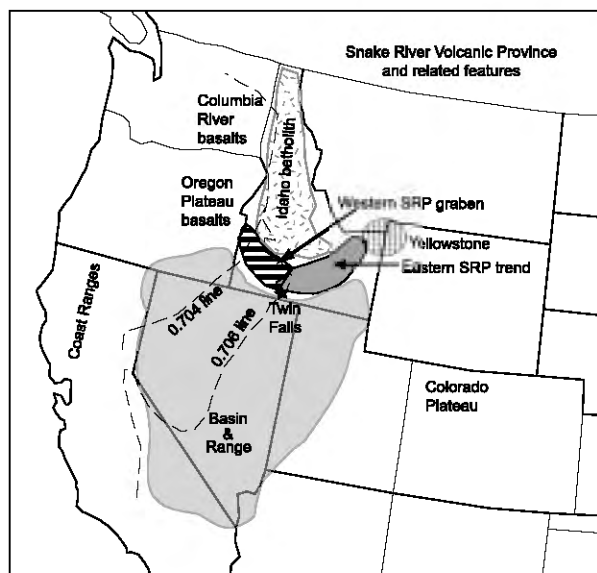 Snake River Volcanic Province
and related features
Columbia
River
basalts
Idaho batholith
Oregon
Plateau
basalts
Western SRP graben
Yellowstone
Eastern SRP trend
Coast Ranges
0.704 line
0.706 line
Twin
Falls
Colorado
Plateau
Basin
&
Range